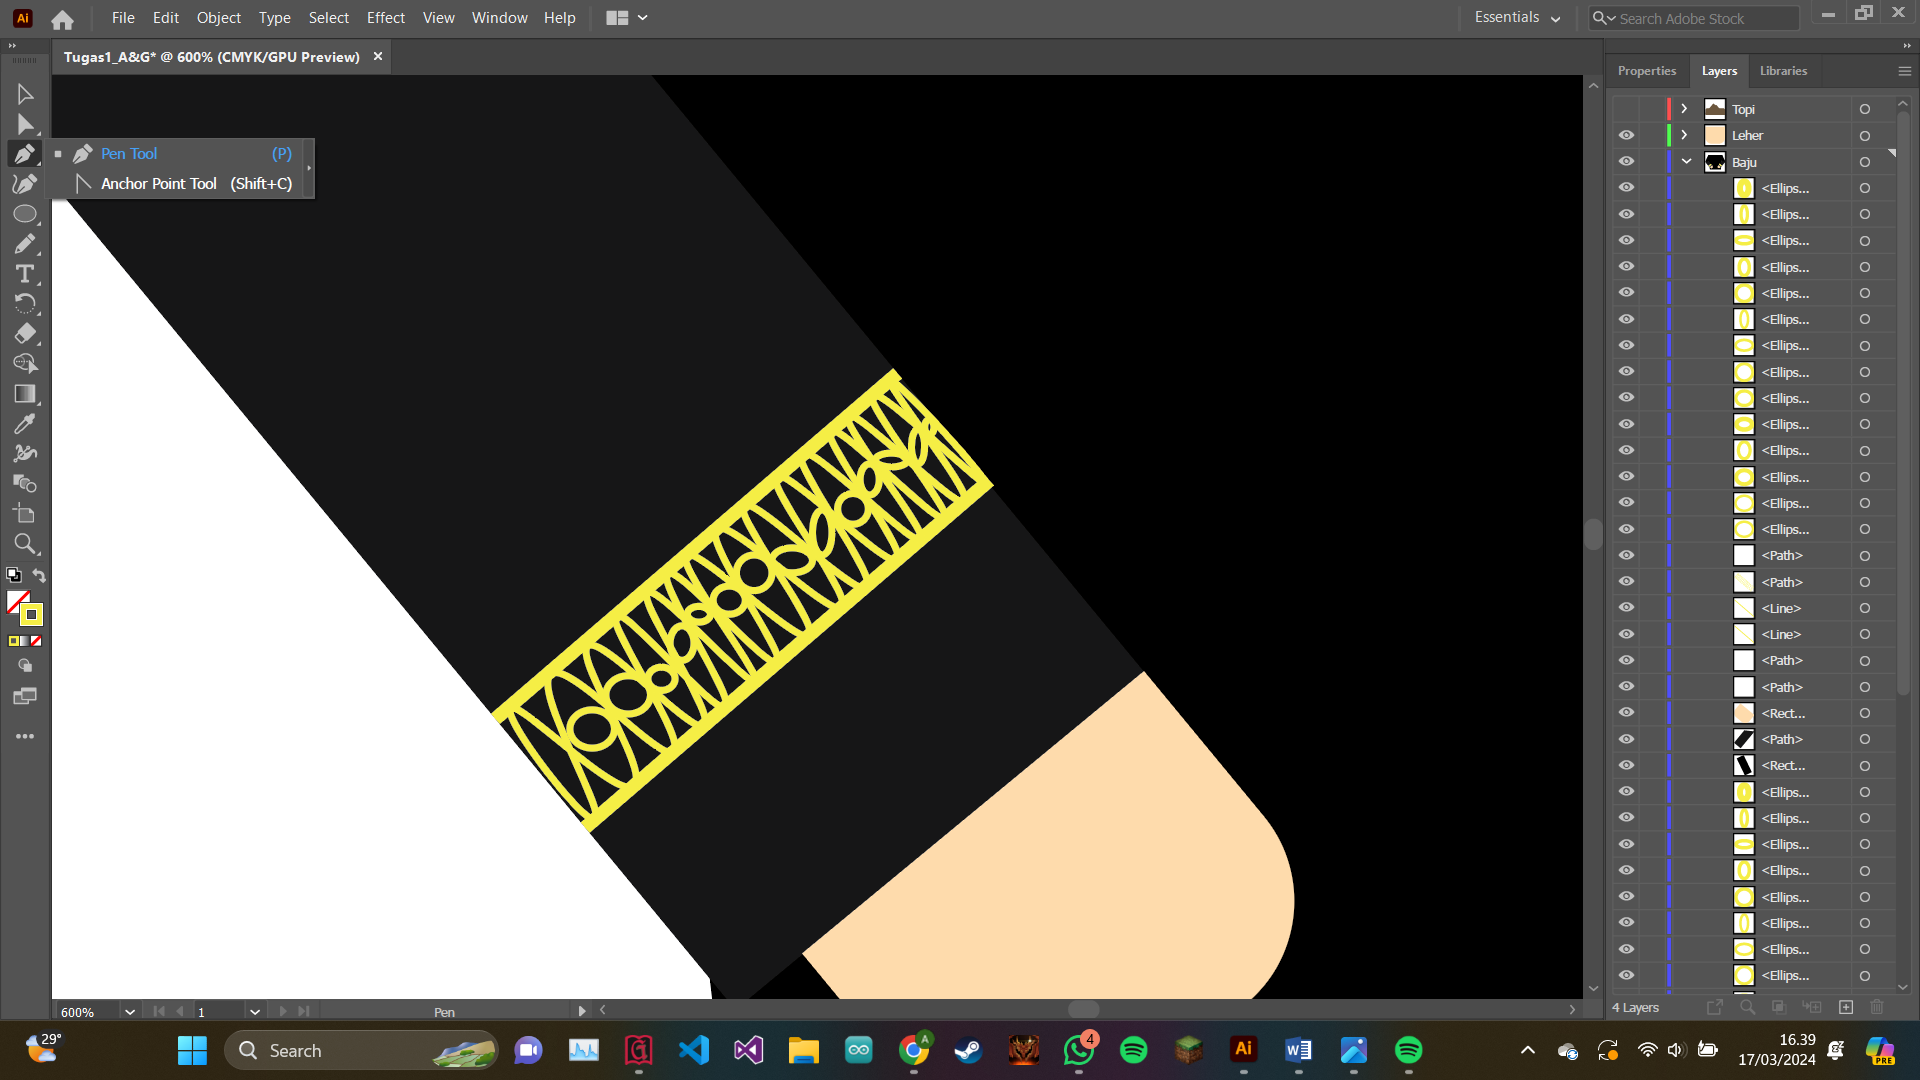 Ai File Edit Object Type Select Effect View Window Help Essentials Search Adobe Stock
Tugas1_A&G* @ 600% (CMYK/GPU Preview)
Properties Layers Libraries
Pen Tool (P)
Anchor Point Tool (Shift+C)
Topi
Leher
Baju
<Ellips...
<Ellips...
<Ellips...
<Ellips...
<Ellips...
<Ellips...
<Ellips...
<Ellips...
<Ellips...
<Ellips...
<Ellips...
<Ellips...
<Ellips...
<Ellips...
<Path>
<Path>
<Line>
<Line>
<Path>
<Path>
<Rect...
<Path>
<Rect...
<Ellips...
<Ellips...
<Ellips...
<Ellips...
<Ellips...
<Ellips...
<Ellips...
<Ellips...
600% 1 Pen
4 Layers
29°
Search
A
4
Ai
W
PRE
16.39
17/03/2024